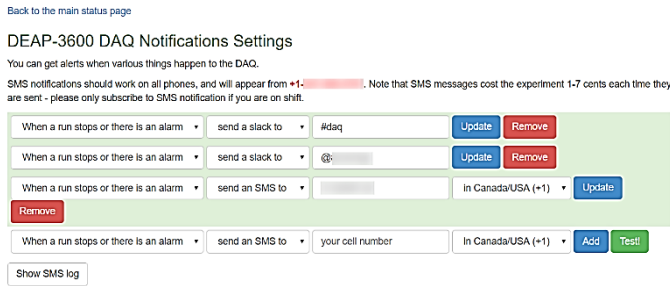 Back to the main status page
DEAP-3600 DAQ Notifications Settings
You can get alerts when various things happen to the DAQ.
SMS notifications should work on all phones, and will appear from +1- . Note that SMS messages cost the experiment 1-7 cents each time they
are sent - please only subscribe to SMS notification if you are on shift.
When a run stops or there is an alarm send a slack to #daq Update Remove
When a run stops or there is an alarm send a slack to @ Update Remove
When a run stops or there is an alarm send an SMS to in Canada/USA (+1) Update
Remove
When a run stops or there is an alarm send an SMS to your cell number In Canada/USA (+1) Add Test!
Show SMS log